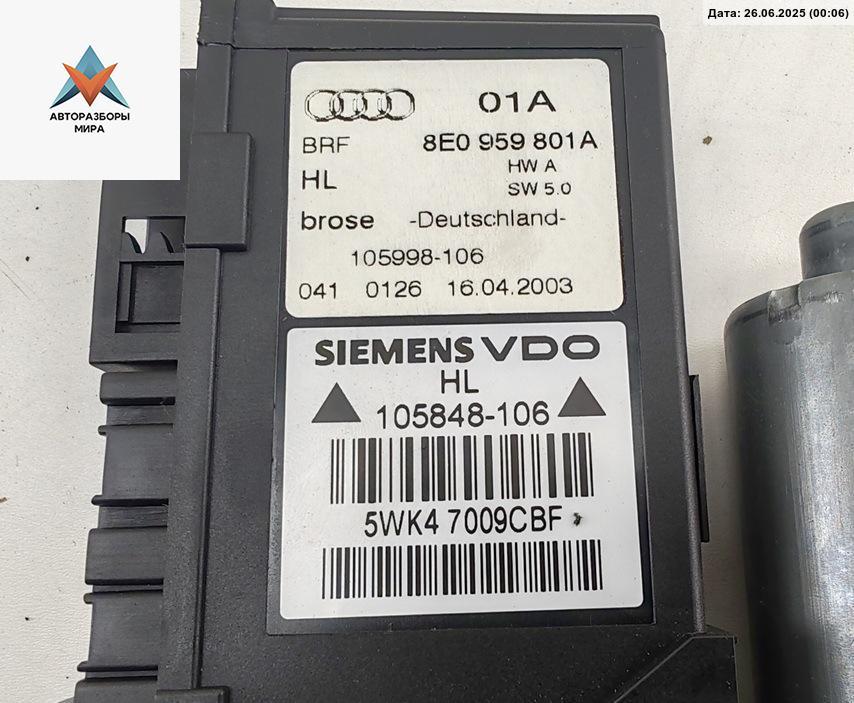 Дата: 26.06.2025 (00:06)
АВТОРАЗБОРЫ
МИРА
01A
BRF 8E0 959 801A
HW A
HL
SW 5.0
brose -Deutschland-
105998-106
041 0126 16.04.2003
SIEMENS VDO
HL
105848-106
5WK4 7009CBF